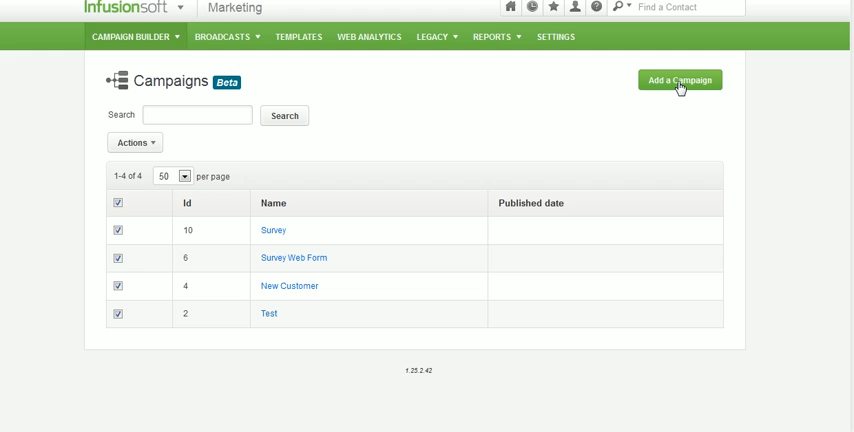 Infusionsoft Marketing Find a Contact
CAMPAIGN BUILDER BROADCASTS TEMPLATES WEB ANALYTICS LEGACY REPORTS SETTINGS
Campaigns Beta Add a Campaign
Search Search
Actions
1-4 of 4 50 per page
Id Name Published date
10 Survey
6 Survey Web Form
4 New Customer
2 Test
1.25.2.42